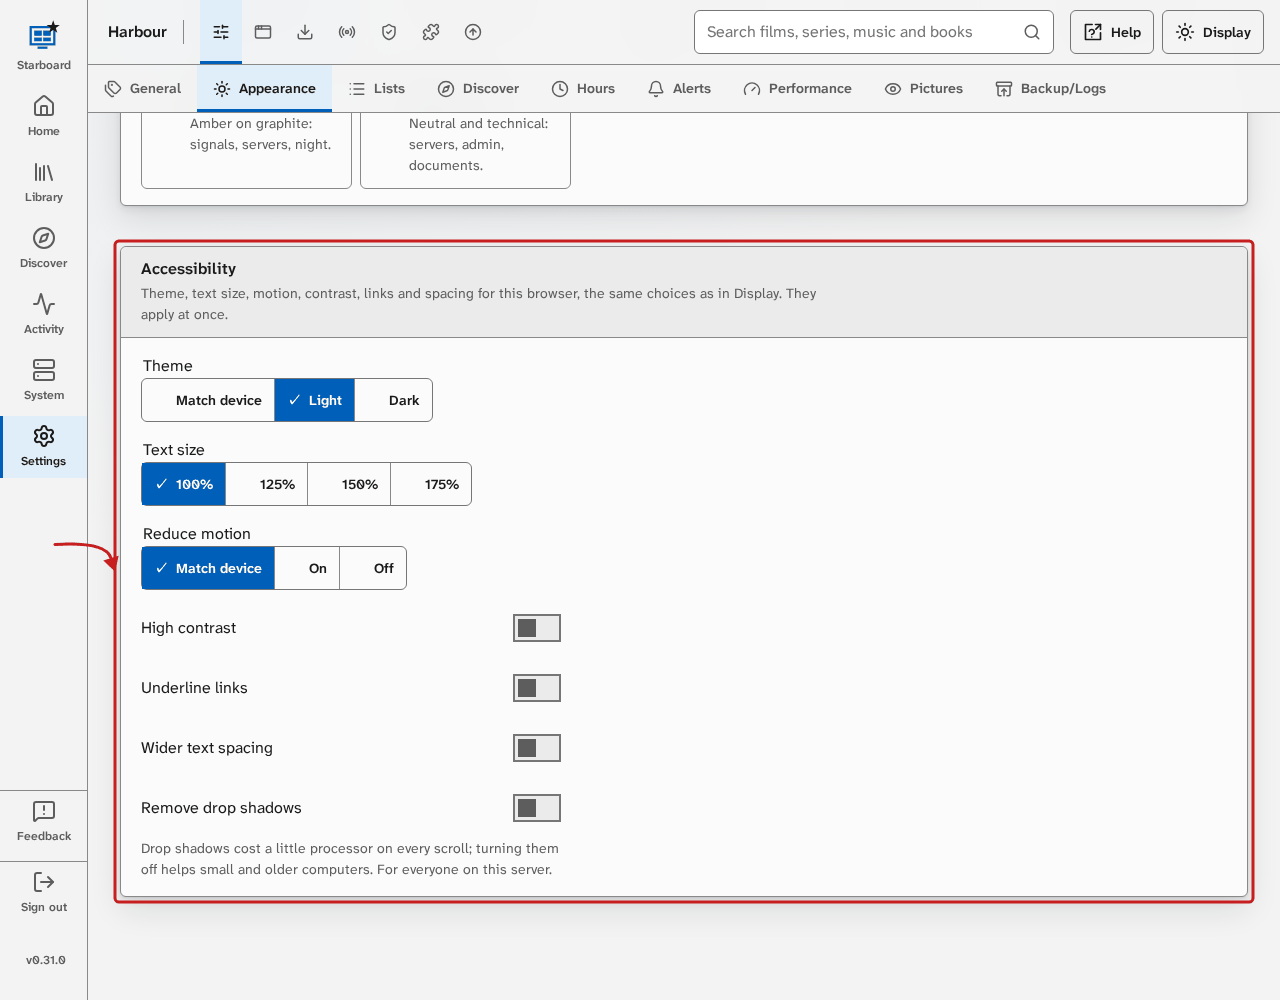 Starboard
Home
Library
Discover
Activity
System
Settings
Feedback
Sign out
v0.31.0
Harbour
Search films, series, music and books
Help
Display
General
Appearance
Lists
Discover
Hours
Alerts
Performance
Pictures
Backup/Logs
Amber on graphite:
signals, servers, night.
Neutral and technical:
servers, admin,
documents.
Accessibility
Theme, text size, motion, contrast, links and spacing for this browser, the same choices as in Display. They
apply at once.
Theme
Match device
✓ Light
Dark
Text size
✓ 100%
125%
150%
175%
Reduce motion
✓ Match device
On
Off
High contrast
Underline links
Wider text spacing
Remove drop shadows
Drop shadows cost a little processor on every scroll; turning them
off helps small and older computers. For everyone on this server.